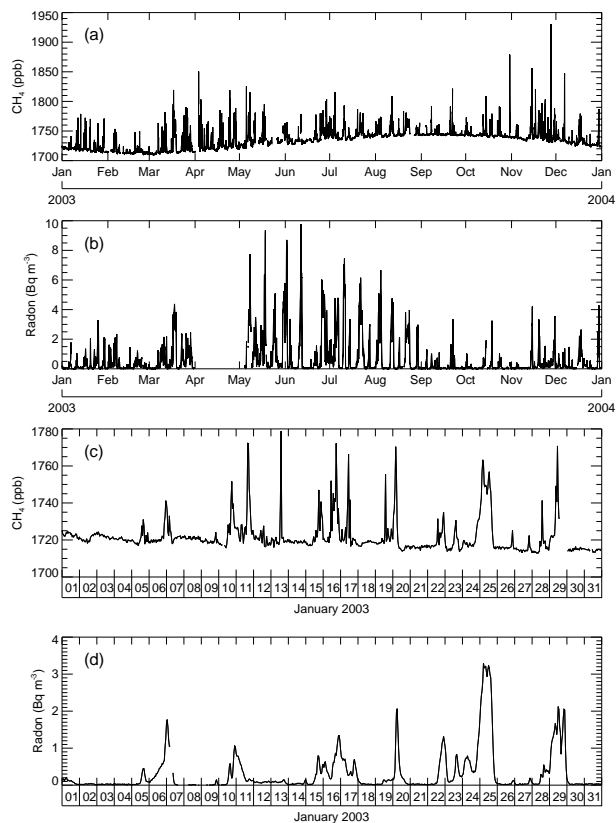 (a)
CH₄ (ppb)
1950
1900
1850
1800
1750
1700
Jan Feb Mar Apr May Jun Jul Aug Sep Oct Nov Dec Jan
2003 2004
(b)
Radon (Bq m⁻³)
10
8
6
4
2
0
Jan Feb Mar Apr May Jun Jul Aug Sep Oct Nov Dec Jan
2003 2004
(c)
CH₄ (ppb)
1780
1760
1740
1720
1700
01 02 03 04 05 06 07 08 09 10 11 12 13 14 15 16 17 18 19 20 21 22 23 24 25 26 27 28 29 30 31
January 2003
(d)
Radon (Bq m⁻³)
4
3
2
1
0
01 02 03 04 05 06 07 08 09 10 11 12 13 14 15 16 17 18 19 20 21 22 23 24 25 26 27 28 29 30 31
January 2003